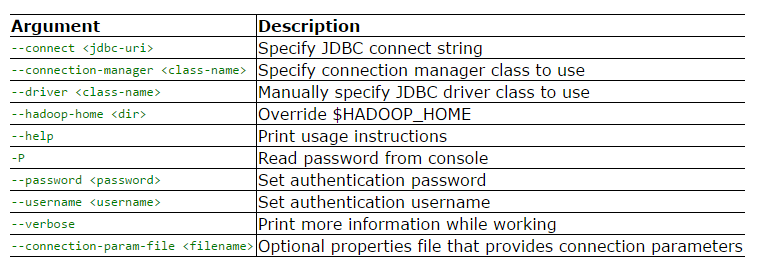 Argument Description
--connect <jdbc-uri> Specify JDBC connect string
--connection-manager <class-name> Specify connection manager class to use
--driver <class-name> Manually specify JDBC driver class to use
--hadoop-home <dir> Override $HADOOP_HOME
--help Print usage instructions
-P Read password from console
--password <password> Set authentication password
--username <username> Set authentication username
--verbose Print more information while working
--connection-param-file <filename> Optional properties file that provides connection parameters